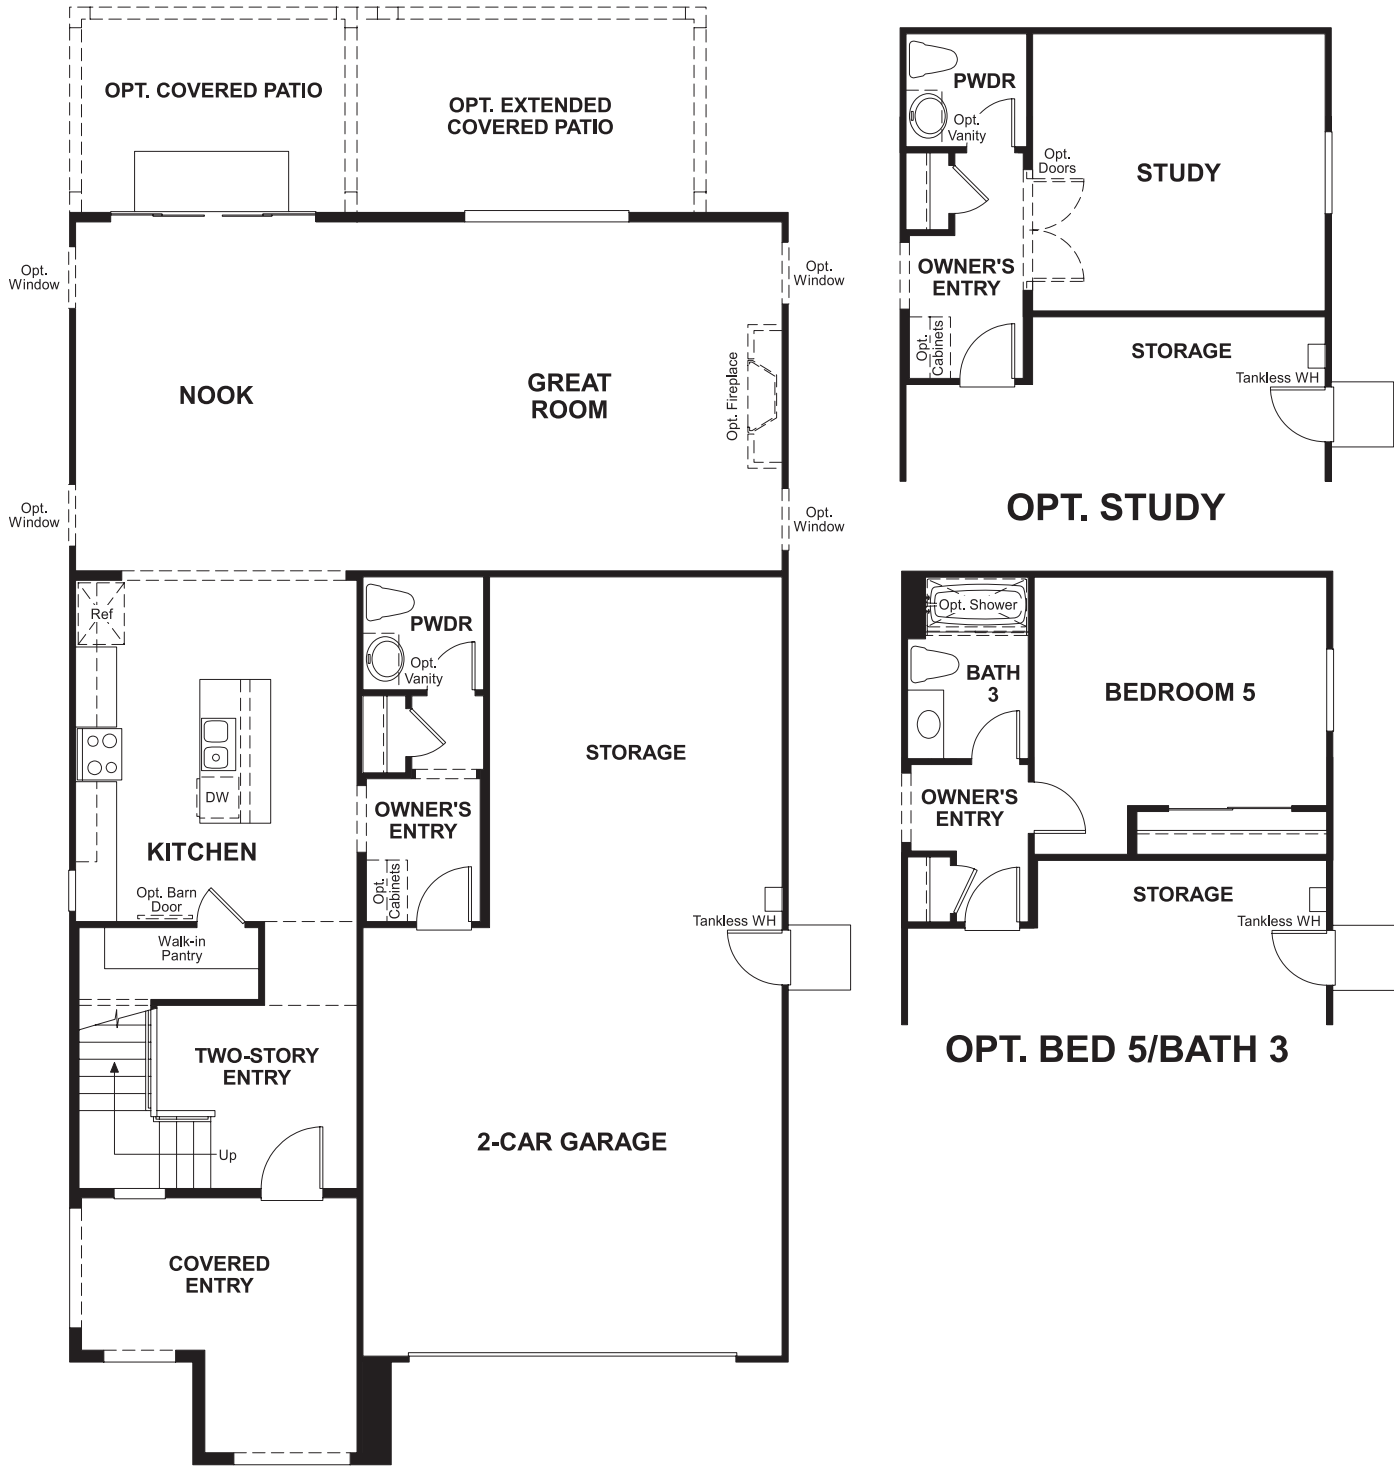 OPT. COVERED PATIO
OPT. EXTENDED
COVERED PATIO
Opt.
Window
Opt.
Window
NOOK
GREAT
ROOM
Opt. Fireplace
Opt.
Window
Opt.
Window
Ref
PWDR
Opt.
Vanity
STORAGE
DW
OWNER'S
ENTRY
KITCHEN
Opt.
Cabinets
Opt. Barn
Door
Tankless WH
Walk-in
Pantry
TWO-STORY
ENTRY
2-CAR GARAGE
Up
COVERED
ENTRY
PWDR
Opt.
Vanity
Opt.
Doors
STUDY
OWNER'S
ENTRY
Opt.
Cabinets
STORAGE
Tankless WH
OPT. STUDY
Opt. Shower
BATH
3
BEDROOM 5
OWNER'S
ENTRY
STORAGE
Tankless WH
OPT. BED 5/BATH 3